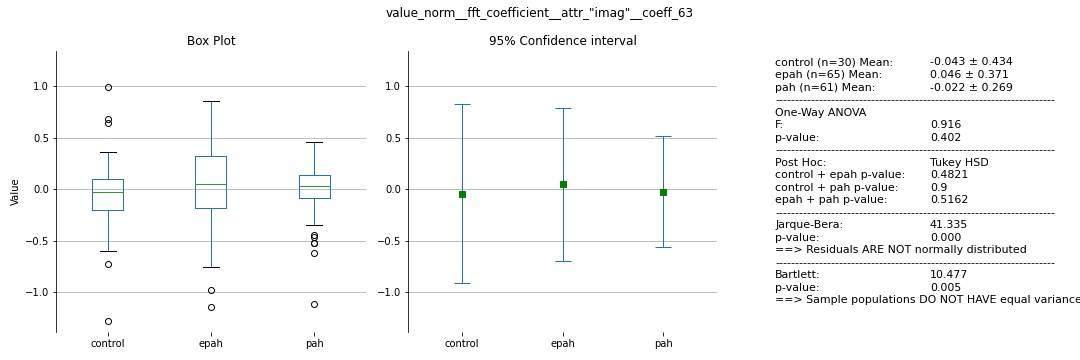 value_norm__fft_coefficient__attr_"imag"__coeff_63
Box Plot
Value
1.0
0.5
0.0
−0.5
−1.0
control
epah
pah
95% Confidence interval
1.0
0.5
0.0
−0.5
−1.0
control
epah
pah
control (n=30) Mean: -0.043 ± 0.434
epah (n=65) Mean: 0.046 ± 0.371
pah (n=61) Mean: -0.022 ± 0.269
One-Way ANOVA
F: 0.916
p-value: 0.402
Post Hoc: Tukey HSD
control + epah p-value: 0.4821
control + pah p-value: 0.9
epah + pah p-value: 0.5162
Jarque-Bera: 41.335
p-value: 0.000
==> Residuals ARE NOT normally distributed
Bartlett: 10.477
p-value: 0.005
==> Sample populations DO NOT HAVE equal variance